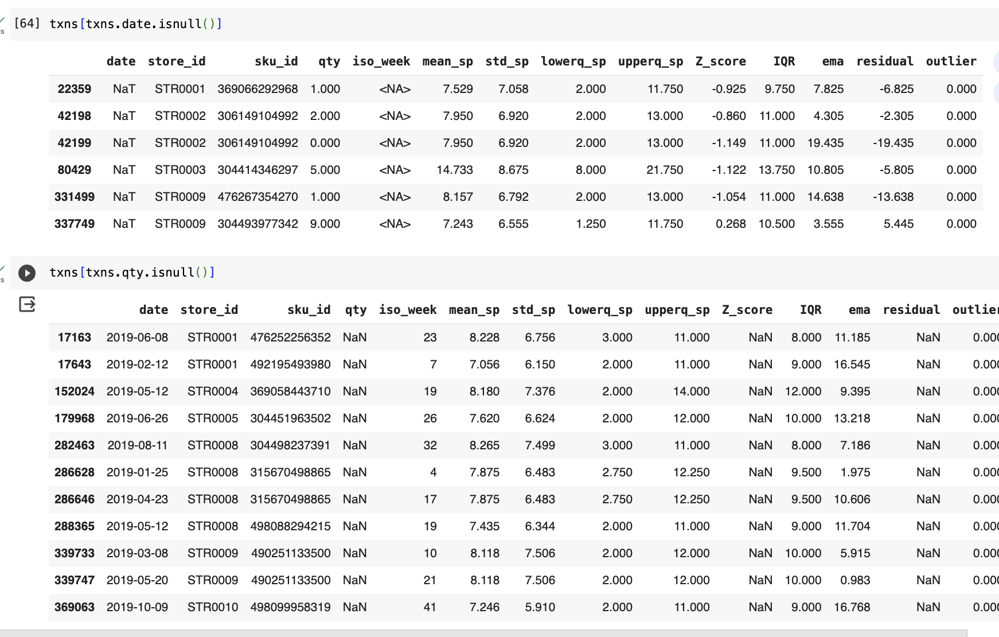 [64] txns[txns.date.isnull()]
s
date store_id sku_id qty iso_week mean_sp std_sp lowerq_sp upperq_sp Z_score IQR ema residual outlier
22359 NaT STR0001 369066292968 1.000 <NA> 7.529 7.058 2.000 11.750 -0.925 9.750 7.825 -6.825 0.000
42198 NaT STR0002 306149104992 2.000 <NA> 7.950 6.920 2.000 13.000 -0.860 11.000 4.305 -2.305 0.000
42199 NaT STR0002 306149104992 0.000 <NA> 7.950 6.920 2.000 13.000 -1.149 11.000 19.435 -19.435 0.000
80429 NaT STR0003 304414346297 5.000 <NA> 14.733 8.675 8.000 21.750 -1.122 13.750 10.805 -5.805 0.000
331499 NaT STR0009 476267354270 1.000 <NA> 8.157 6.792 2.000 13.000 -1.054 11.000 14.638 -13.638 0.000
337749 NaT STR0009 304493977342 9.000 <NA> 7.243 6.555 1.250 11.750 0.268 10.500 3.555 5.445 0.000
txns[txns.qty.isnull()]
s
date store_id sku_id qty iso_week mean_sp std_sp lowerq_sp upperq_sp Z_score IQR ema residual outlier
17163 2019-06-08 STR0001 476252256352 NaN 23 8.228 6.756 3.000 11.000 NaN 8.000 11.185 NaN 0.000
17643 2019-02-12 STR0001 492195493980 NaN 7 7.056 6.150 2.000 11.000 NaN 9.000 16.545 NaN 0.000
152024 2019-05-12 STR0004 369058443710 NaN 19 8.180 7.376 2.000 14.000 NaN 12.000 9.395 NaN 0.000
179968 2019-06-26 STR0005 304451963502 NaN 26 7.620 6.624 2.000 12.000 NaN 10.000 13.218 NaN 0.000
282463 2019-08-11 STR0008 304498237391 NaN 32 8.265 7.499 3.000 11.000 NaN 8.000 7.186 NaN 0.000
286628 2019-01-25 STR0008 315670498865 NaN 4 7.875 6.483 2.750 12.250 NaN 9.500 1.975 NaN 0.000
286646 2019-04-23 STR0008 315670498865 NaN 17 7.875 6.483 2.750 12.250 NaN 9.500 10.606 NaN 0.000
288365 2019-05-12 STR0008 498088294215 NaN 19 7.435 6.344 2.000 11.000 NaN 9.000 11.704 NaN 0.000
339733 2019-03-08 STR0009 490251133500 NaN 10 8.118 7.506 2.000 12.000 NaN 10.000 5.915 NaN 0.000
339747 2019-05-20 STR0009 490251133500 NaN 21 8.118 7.506 2.000 12.000 NaN 10.000 0.983 NaN 0.000
369063 2019-10-09 STR0010 498099958319 NaN 41 7.246 5.910 2.000 11.000 NaN 9.000 16.768 NaN 0.000